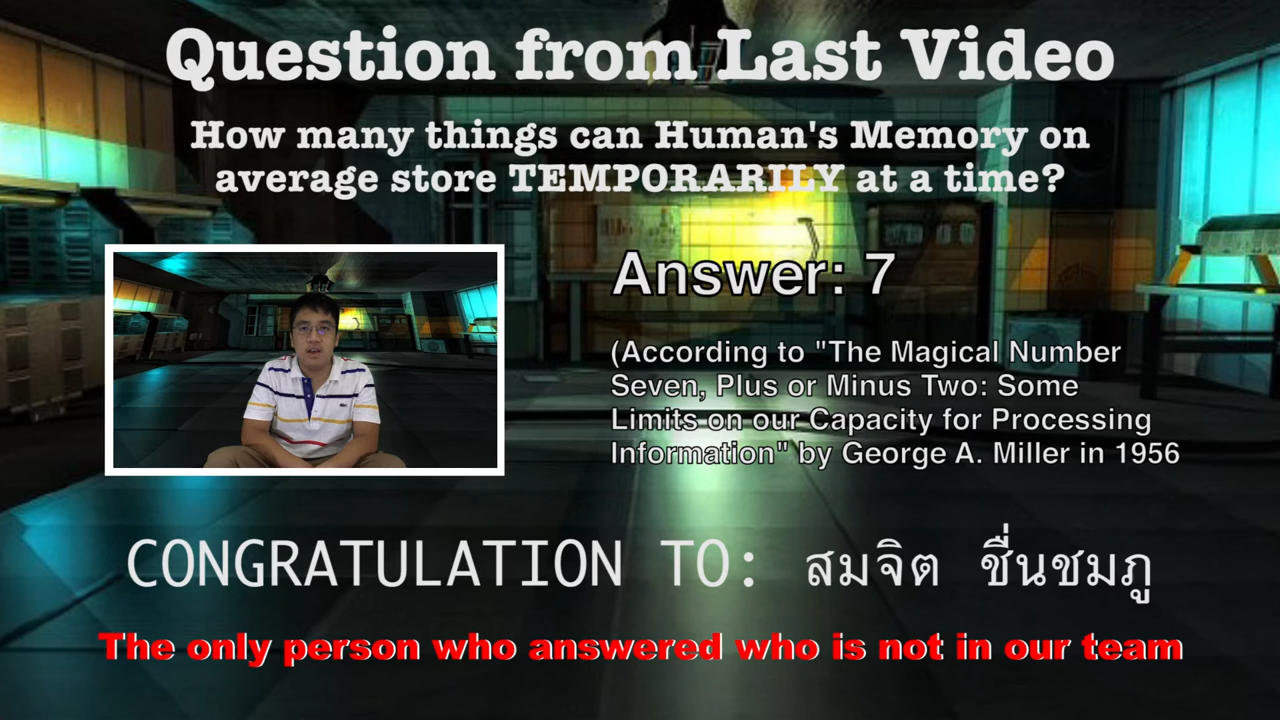 Question from Last Video
How many things can Human's Memory on
average store TEMPORARILY at a time?
Answer: 7
(According to "The Magical Number
Seven, Plus or Minus Two: Some
Limits on our Capacity for Processing
Information" by George A. Miller in 1956
CONGRATULATION TO: สมจิต ชื่นชมภู
The only person who answered who is not in our team